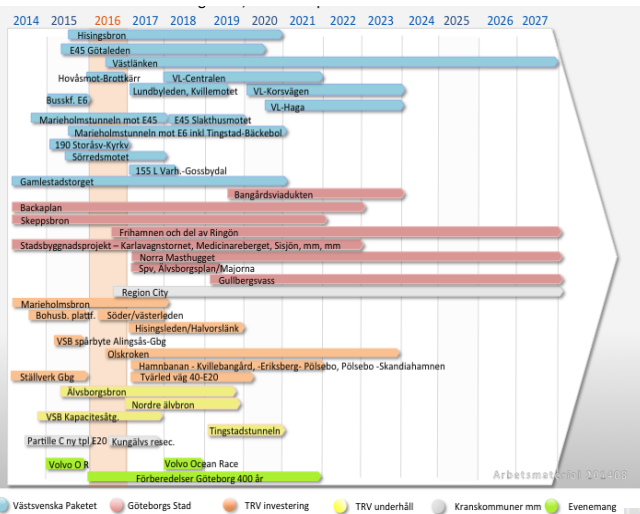 2014 2015 2016 2017 2018 2019 2020 2022 2023 2024 2025 2026 2027
Hisingsbron
E45 Götaleden
Västlänken
Hovåsmot-Brottkärr VL-Centralen
Lundbyleden, Kvillemotet VL-Korsvägen
Busskf. E6
VL-Haga
Marieholmstunneln mot E45 E45 Slakthusmotet
Marieholmstunneln mot E6 inkl Tingstad-Bäckebol
190 Storåsv-Kyrkv
Sörredsmotet
155 L Varh.-Gossbydal
Gamlestadstorget
Bangårdsviadukten
Backaplan
Skeppsbron
Frihamnen och del av Ringön
Stadsbyggnadsprojekt – Karlavagnstornet, Medicinareberget, Sisjön, mm, mm
Norra Masthugget
Spv, Älvsborgsplan/Majorna
Gullbergsvass
Region City
Marieholmsbron
Bohusb. plattf. Söder/västerleden
Hisingsleden/Halvorslänk
VSB spårbyte Alingsås-Gbg
Olskroken
Hamnbanan - Kvillebangård, -Eriksberg- Pölsebo, Pölsebo -Skandiahamnen
Ställverk Gbg Tvärled väg 40-E20
Älvsborgsbron
Nordre älvbron
VSB Kapacitesåtg.
Tingstadstunneln
Partille C ny tpl E20 Kungälvs resec.
Volvo O R Volvo Ocean Race
Arbetsmateriel
Förberedelser Göteborg 400 år
Västsvenska Paketet Göteborgs Stad TRV investering TRV underhåll Kranskommuner mm Evenemang